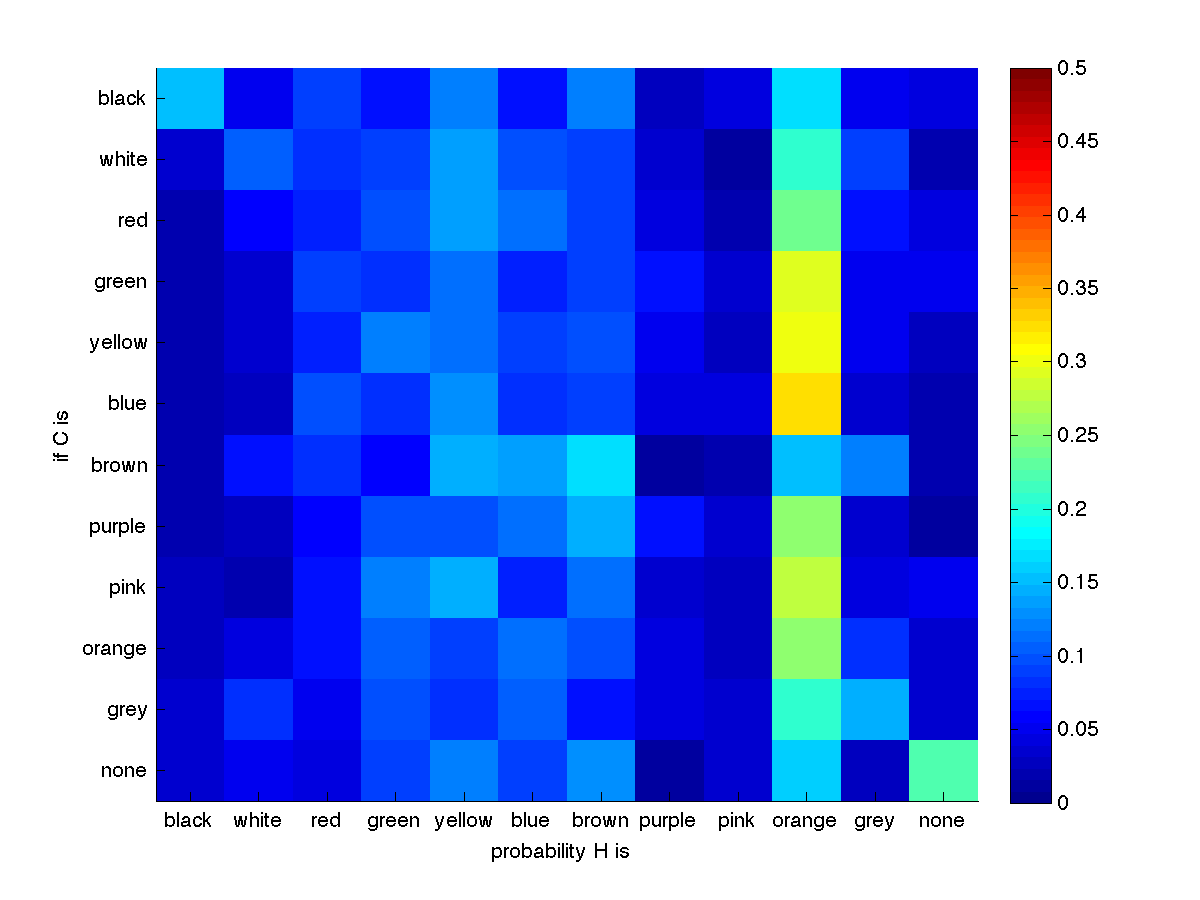 if C is
black
white
red
green
yellow
blue
brown
purple
pink
orange
grey
none
black white red green yellow blue brown purple pink orange grey none
probability H is
0.5
0.45
0.4
0.35
0.3
0.25
0.2
0.15
0.1
0.05
0